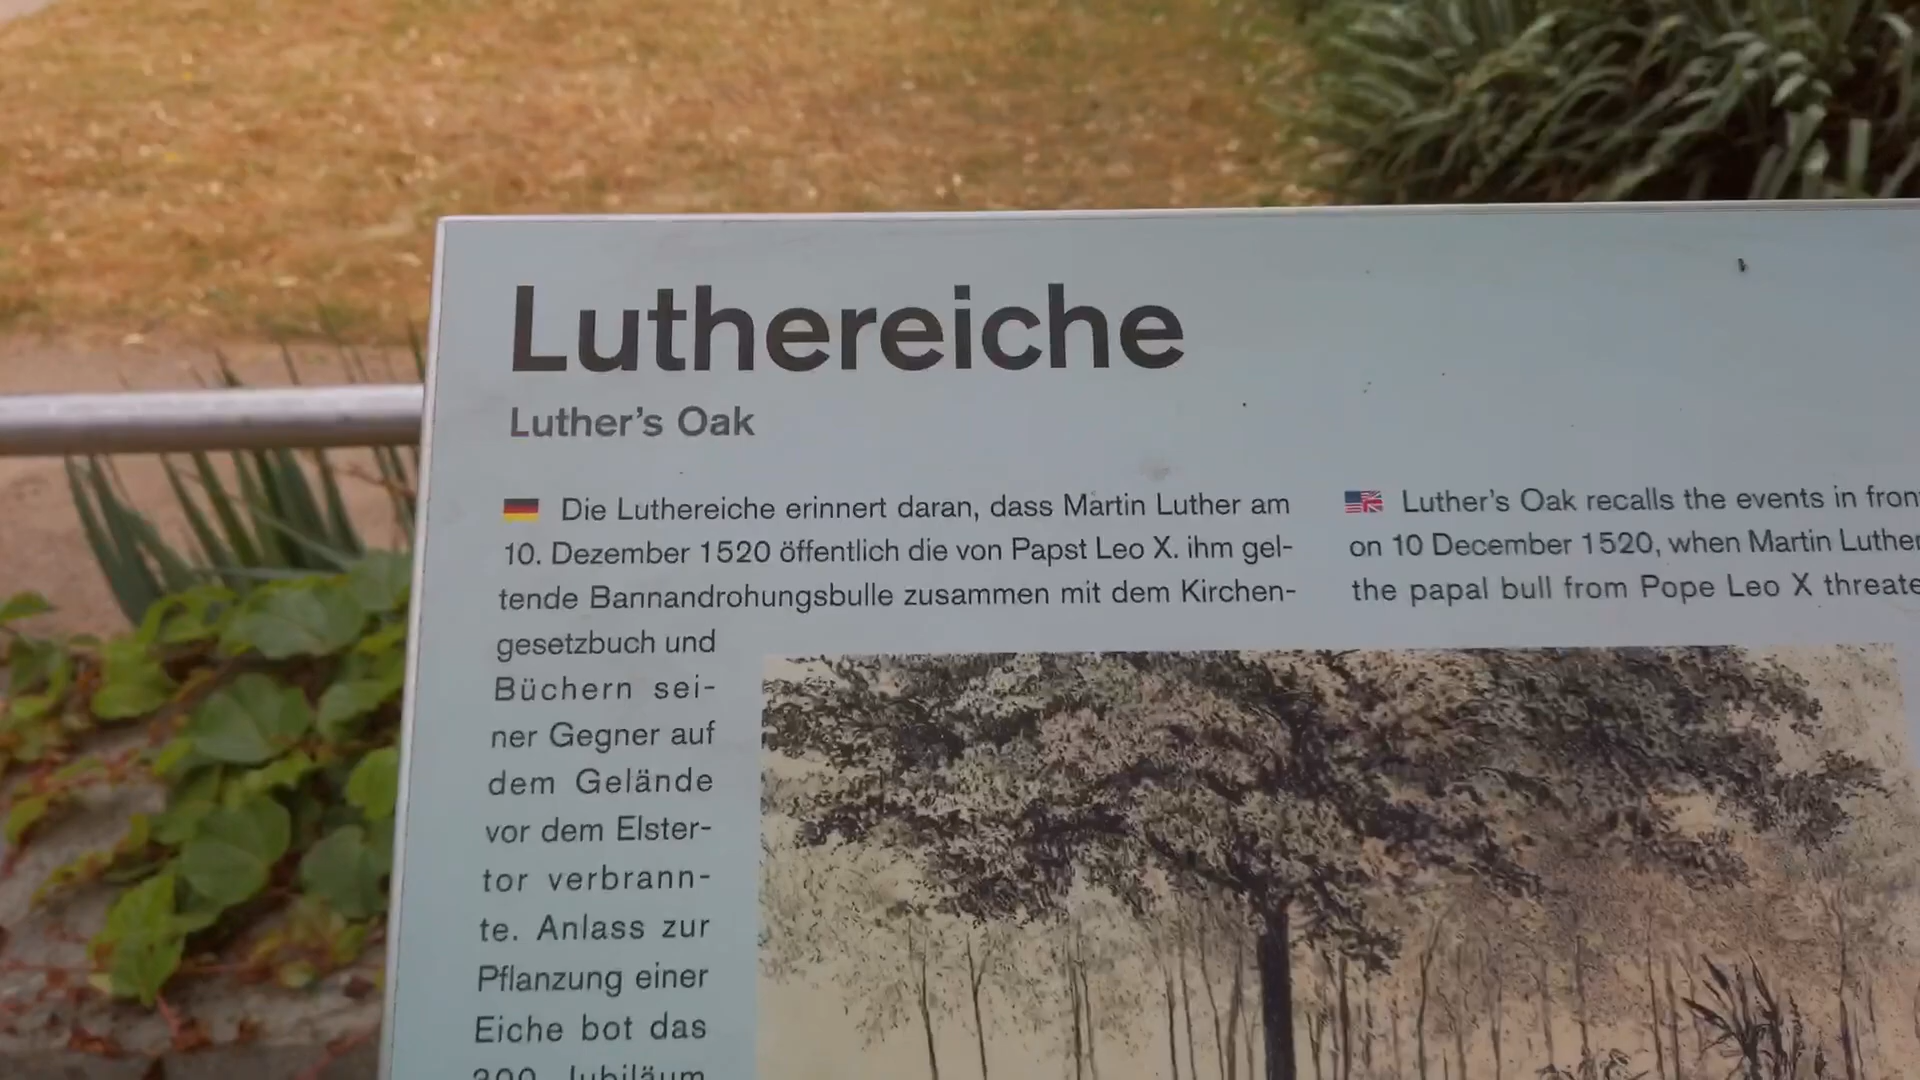 Luthereiche
Luther's Oak
Die Luthereiche erinnert daran, dass Martin Luther am
10. Dezember 1520 öffentlich die von Papst Leo X. ihm gel-
tende Bannandrohungsbulle zusammen mit dem Kirchen-
gesetzbuch und
Büchern sei-
ner Gegner auf
dem Gelände
vor dem Elster-
tor verbrann-
te. Anlass zur
Pflanzung einer
Eiche bot das
Luther's Oak recalls the events in
on 10 December 1520, when Martin Luther
the papal bull from Pope Leo X